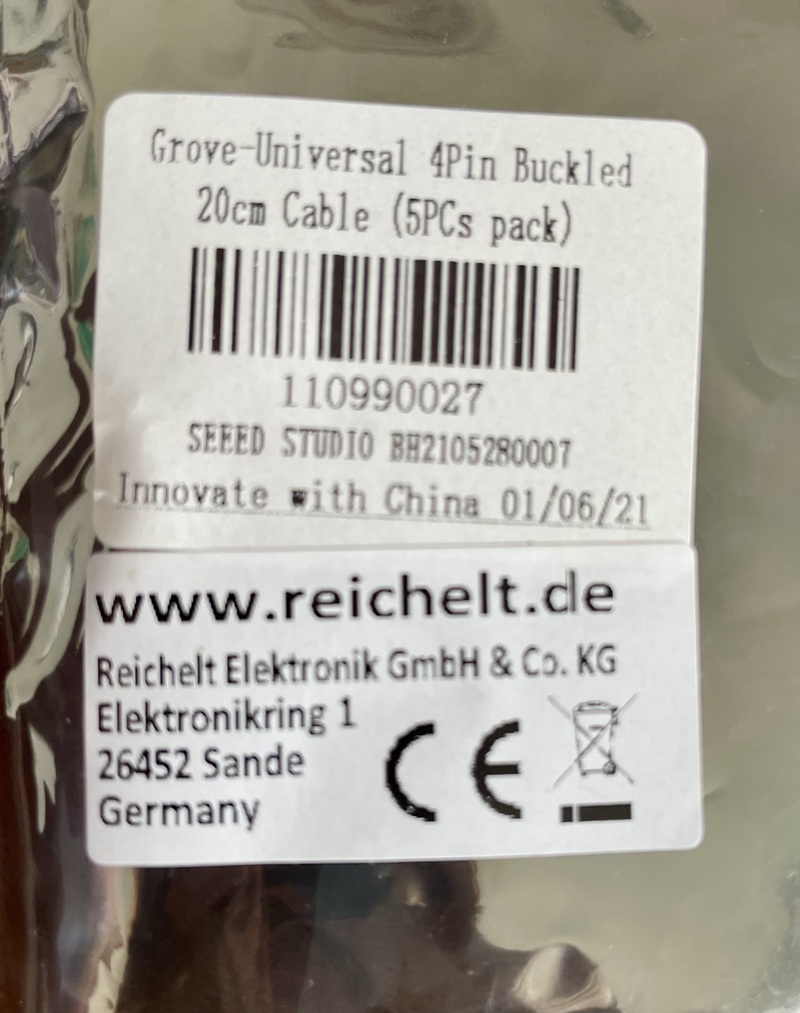 Grove-Universal 4Pin Buckled
20cm Cable (5PCs pack)
110990027
SEEED STUDIO BH2105280007
Innovate with China 01/06/21
www.reichelt.de
Reichelt Elektronik GmbH & Co. KG
Elektronikring 1
26452 Sande
Germany
CE